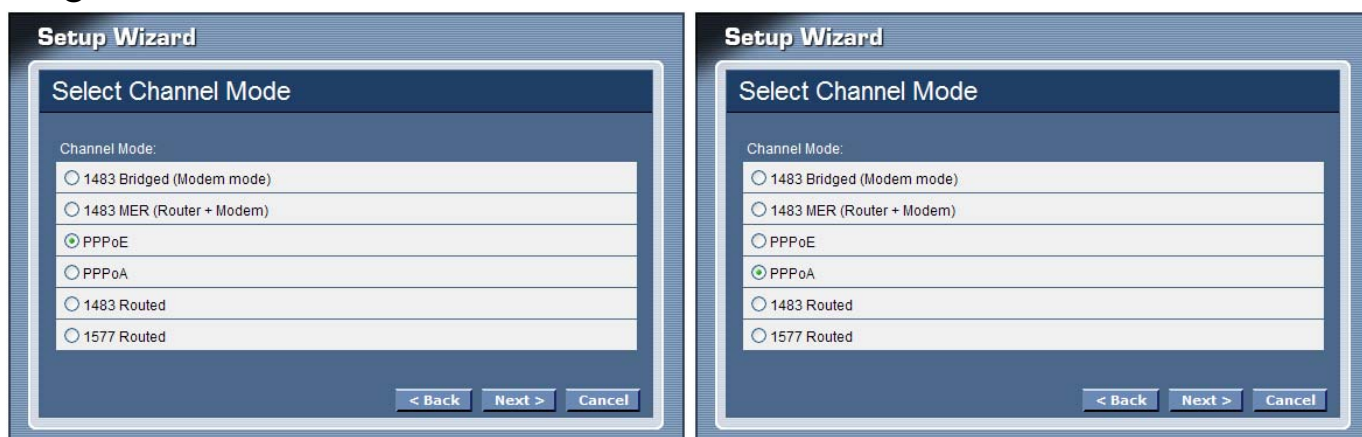 Setup Wizard
Select Channel Mode
Channel Mode:
1483 Bridged (Modem mode)
1483 MER (Router + Modem)
PPPoE
PPPoA
1483 Routed
1577 Routed
< Back Next > Cancel
Setup Wizard
Select Channel Mode
Channel Mode:
1483 Bridged (Modem mode)
1483 MER (Router + Modem)
PPPoE
PPPoA
1483 Routed
1577 Routed
< Back Next > Cancel